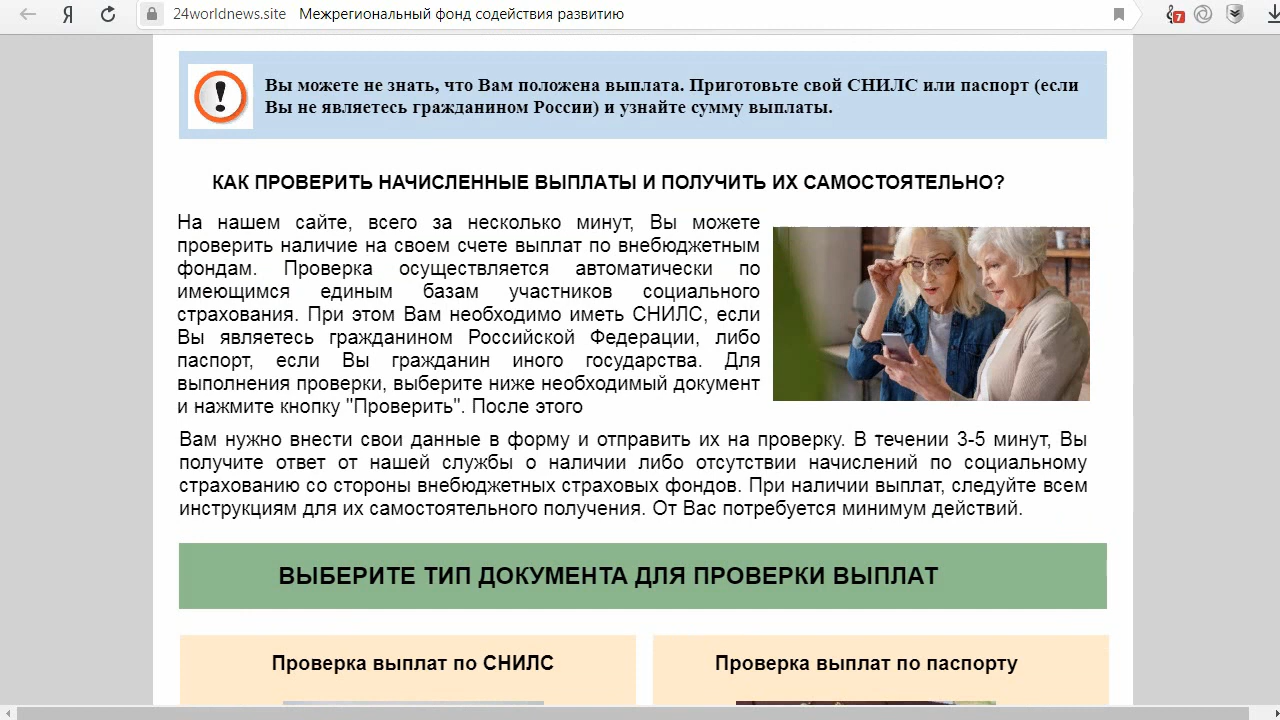 24worldnews.site Межрегиональный фонд содействия развитию
7
Вы можете не знать, что Вам положена выплата. Приготовьте свой СНИЛС или паспорт (если
Вы не являетесь гражданином России) и узнайте сумму выплаты.
КАК ПРОВЕРИТЬ НАЧИСЛЕННЫЕ ВЫПЛАТЫ И ПОЛУЧИТЬ ИХ САМОСТОЯТЕЛЬНО?
На нашем сайте, всего за несколько минут, Вы можете
проверить наличие на своем счете выплат по внебюджетным
фондам. Проверка осуществляется автоматически по
имеющимся единым базам участников социального
страхования. При этом Вам необходимо иметь СНИЛС, если
Вы являетесь гражданином Российской Федерации, либо
паспорт, если Вы гражданин иного государства. Для
выполнения проверки, выберите ниже необходимый документ
и нажмите кнопку "Проверить". После этого
Вам нужно внести свои данные в форму и отправить их на проверку. В течении 3-5 минут, Вы
получите ответ от нашей службы о наличии либо отсутствии начислений по социальному
страхованию со стороны внебюджетных страховых фондов. При наличии выплат, следуйте всем
инструкциям для их самостоятельного получения. От Вас потребуется минимум действий.
ВЫБЕРИТЕ ТИП ДОКУМЕНТА ДЛЯ ПРОВЕРКИ ВЫПЛАТ
Проверка выплат по СНИЛС
Проверка выплат по паспорту